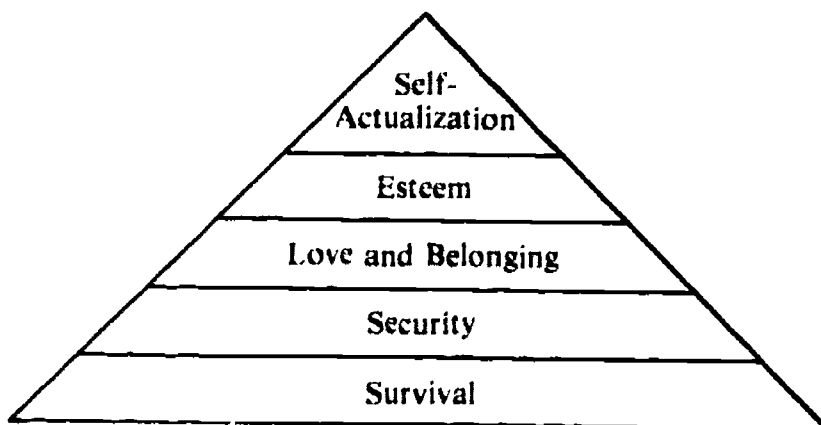 Self-
Actualization
Esteem
Love and Belonging
Security
Survival